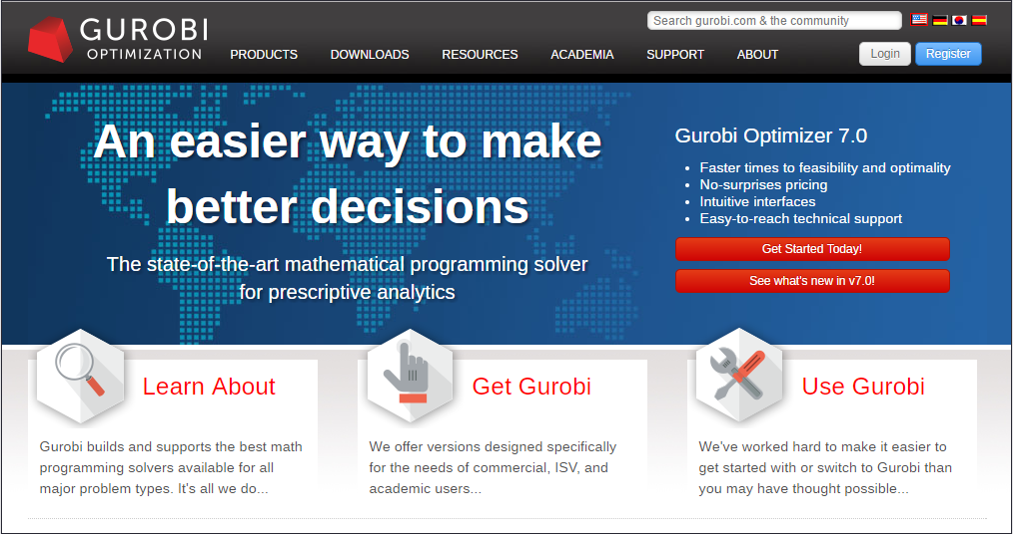 GUROBI
OPTIMIZATION
Search gurobi.com & the community
PRODUCTS DOWNLOADS RESOURCES ACADEMIA SUPPORT ABOUT
Login Register
An easier way to make
better decisions
The state-of-the-art mathematical programming solver
for prescriptive analytics
Gurobi Optimizer 7.0
• Faster times to feasibility and optimality
• No-surprises pricing
• Intuitive interfaces
• Easy-to-reach technical support
Get Started Today!
See what's new in v7.0!
Learn About
Gurobi builds and supports the best math
programming solvers available for all
major problem types. It's all we do...
Get Gurobi
We offer versions designed specifically
for the needs of commercial, ISV, and
academic users...
Use Gurobi
We've worked hard to make it easier to
get started with or switch to Gurobi than
you may have thought possible...